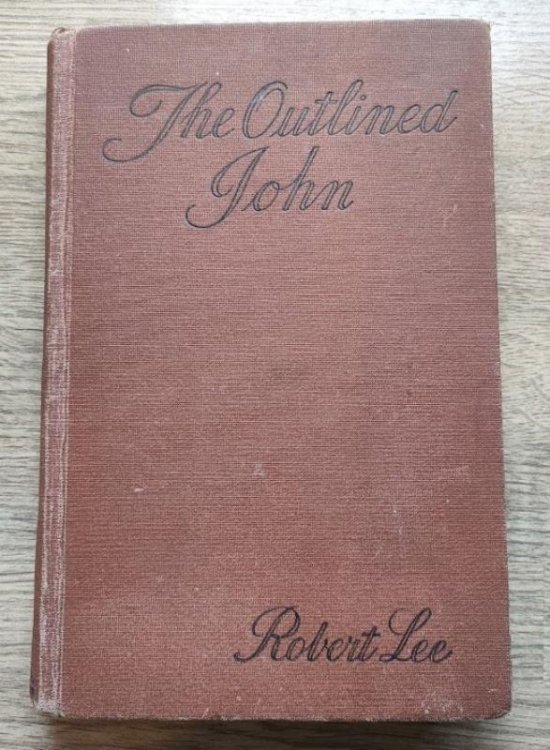 The Outlined
John
Robert Lee